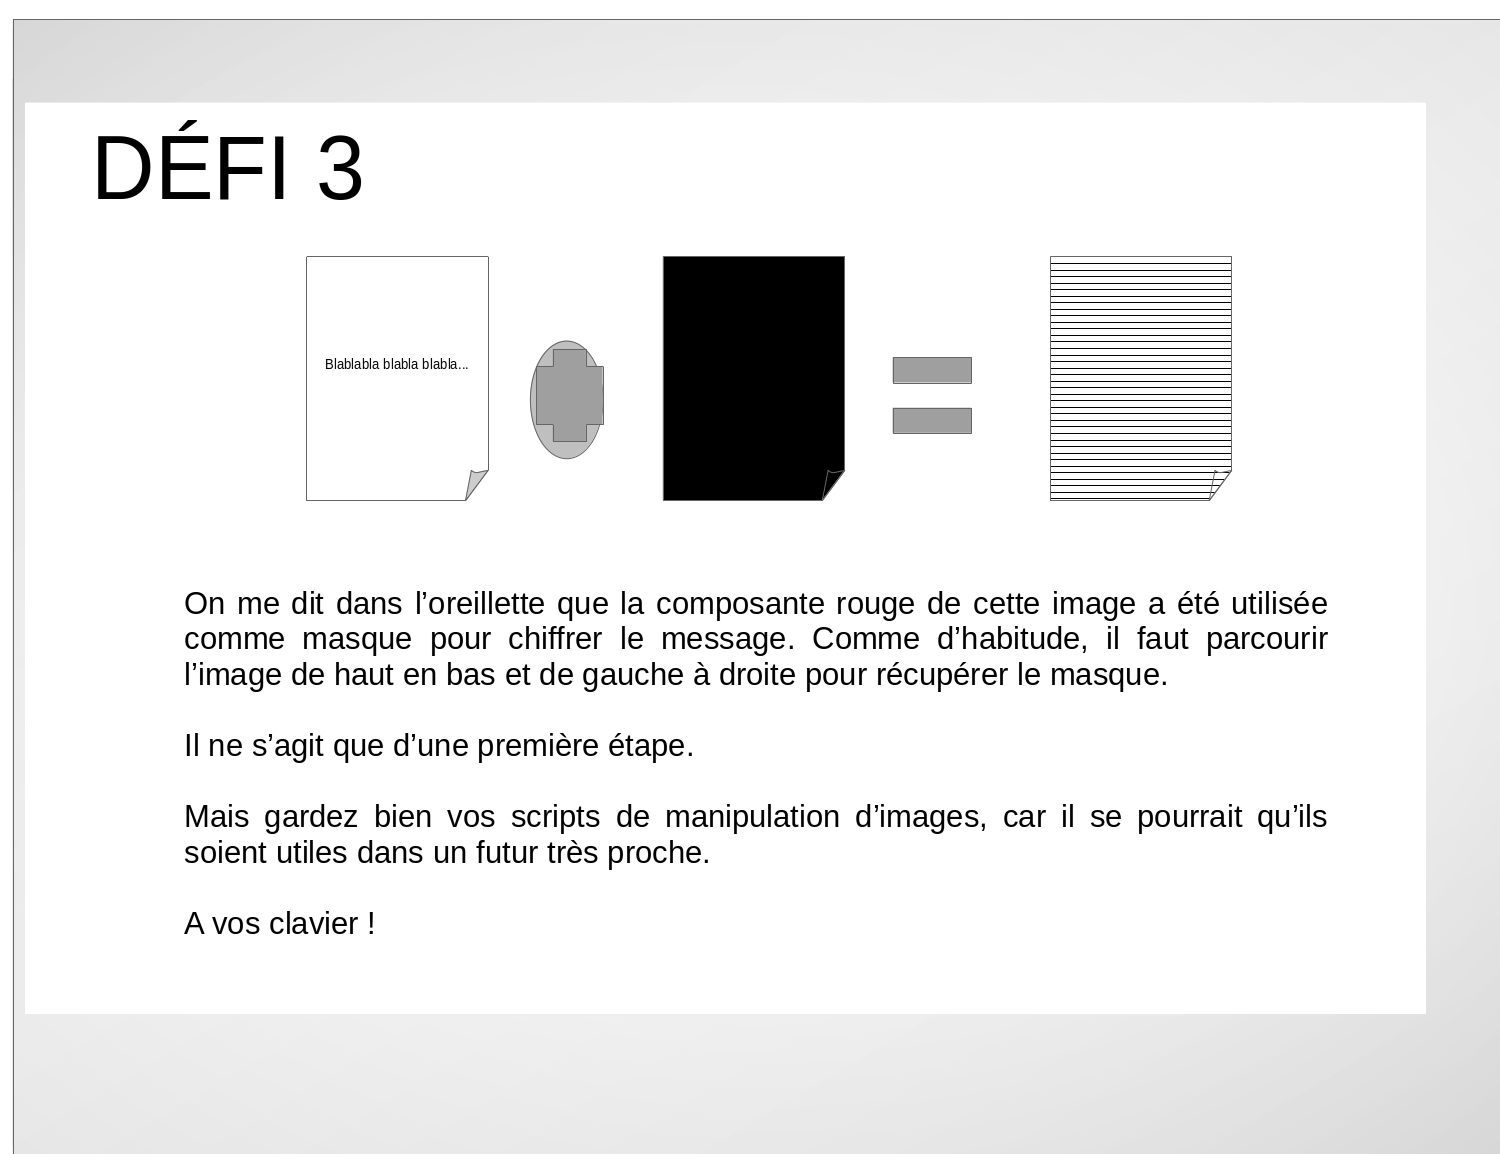 DÉFI 3
Blablabla blabla blabla...
On me dit dans l’oreillette que la composante rouge de cette image a été utilisée
comme masque pour chiffrer le message. Comme d’habitude, il faut parcourir
l’image de haut en bas et de gauche à droite pour récupérer le masque.
Il ne s’agit que d’une première étape.
Mais gardez bien vos scripts de manipulation d’images, car il se pourrait qu’ils
soient utiles dans un futur très proche.
A vos clavier !